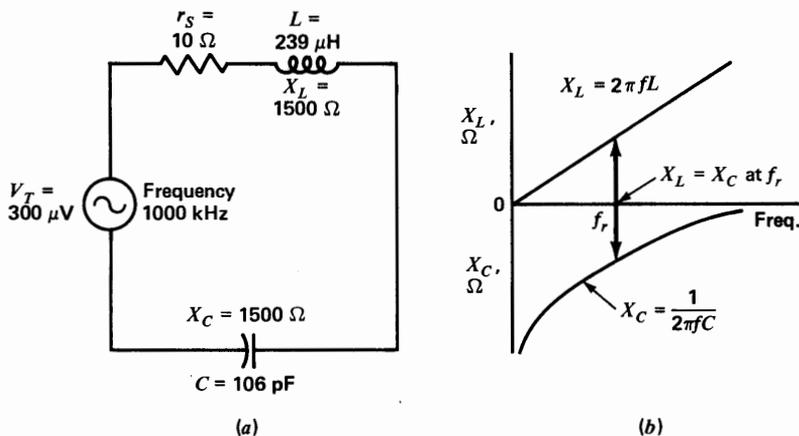 r_S =
10 Ω
L =
239 μH
X_L =
1500 Ω
V_T =
300 μV
Frequency
1000 kHz
X_C = 1500 Ω
C = 106 pF
(a)
X_L = 2πfL
X_L,
Ω
X_L = X_C at f_r
0
f_r
Freq.
X_C,
Ω
X_C = 1
2πfC
(b)